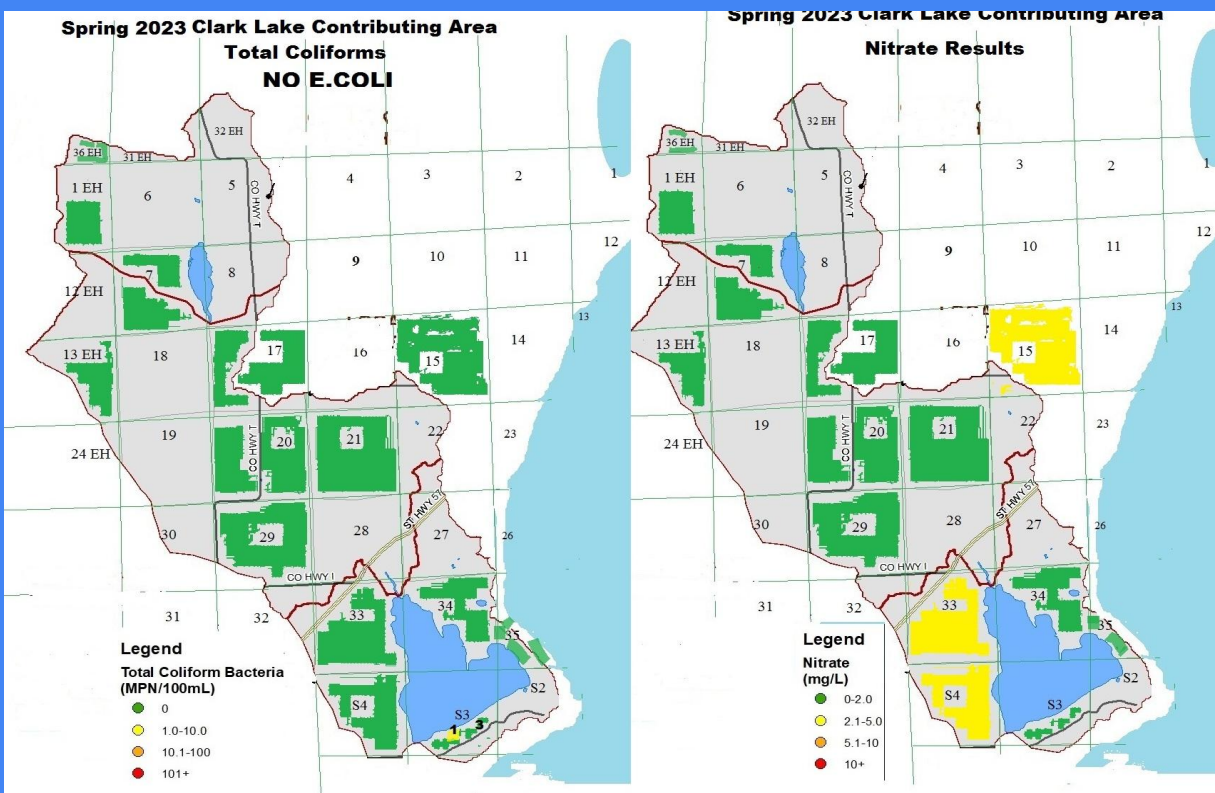 Spring 2023 Clark Lake Contributing Area
Total Coliforms
NO E.COLI
32 EH
36 EH
31 EH
1 EH
6
5
CO HWY T
4
3
2
1
12 EH
7
8
9
10
11
12
13 EH
18
17
16
15
14
13
24 EH
19
CO HWY T
20
21
22
23
30
29
28
ST HWY 57
27
26
CO HWY I
31
32
33
34
35
S4
S3
S2
1
3
Legend
Total Coliform Bacteria
(MPN/100mL)
0
1.0-10.0
10.1-100
101+
Spring 2023 Clark Lake Contributing Area
Nitrate Results
32 EH
36 EH
31 EH
1 EH
6
5
CO HWY T
4
3
2
1
12 EH
7
8
9
10
11
12
13 EH
18
17
16
15
14
13
24 EH
19
CO HWY T
20
21
22
23
30
29
28
ST HWY 57
27
26
CO HWY I
31
32
33
34
35
S4
S3
S2
Legend
Nitrate
(mg/L)
0-2.0
2.1-5.0
5.1-10
10+